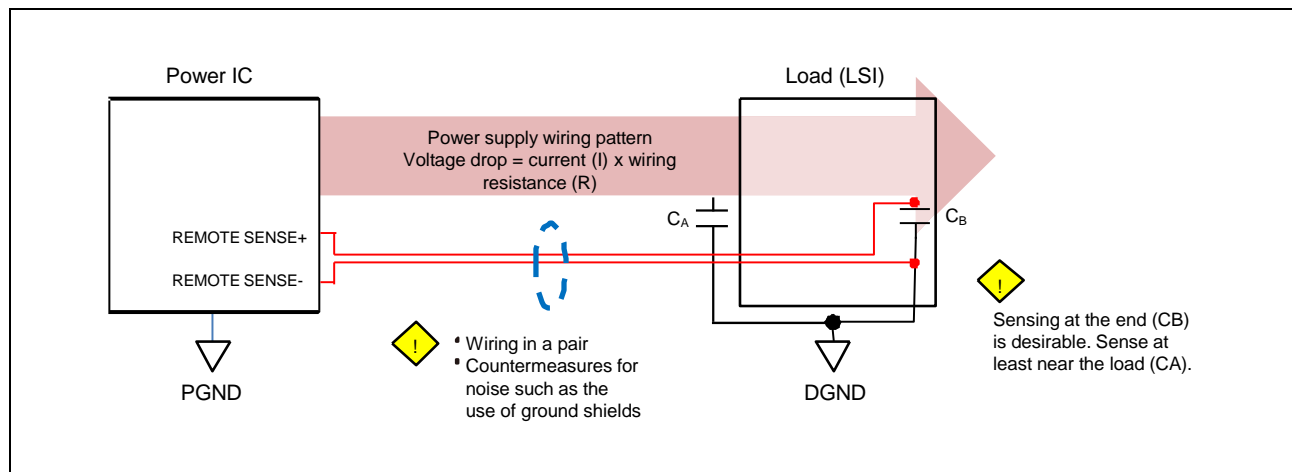 Power IC
Load (LSI)
Power supply wiring pattern
Voltage drop = current (I) x wiring
resistance (R)
CA
CB
REMOTE SENSE+
REMOTE SENSE-
!
• Wiring in a pair
• Countermeasures for
noise such as the
use of ground shields
!
Sensing at the end (CB)
is desirable. Sense at
least near the load (CA).
PGND
DGND